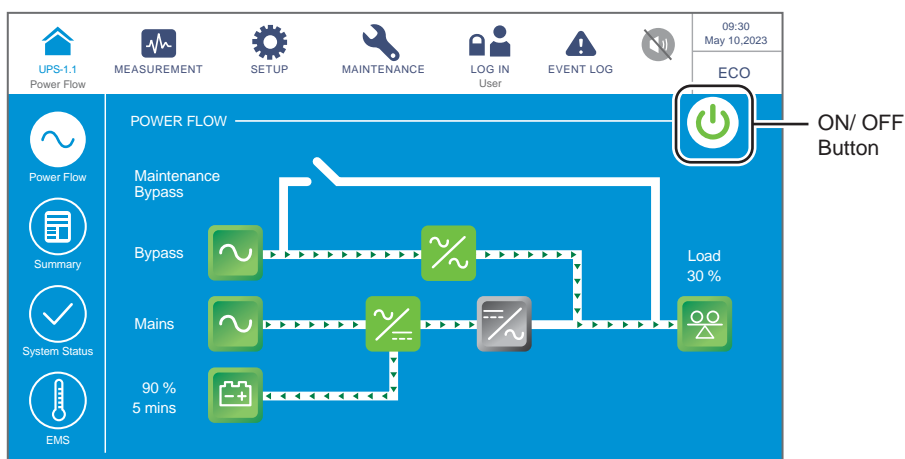 09:30
May 10,2023
UPS-1.1
MEASUREMENT
SETUP
MAINTENANCE
LOG IN
EVENT LOG
ECO
Power Flow
User
POWER FLOW
ON/ OFF
Button
Power Flow
Maintenance
Bypass
Summary
Bypass
Load
30 %
Mains
System Status
90 %
5 mins
EMS